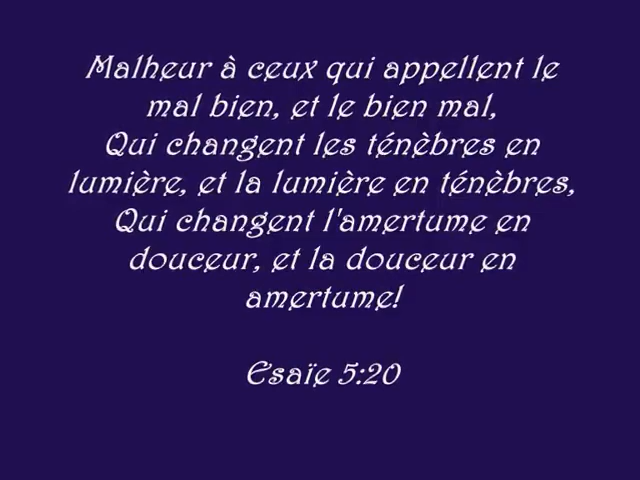 Malheur à ceux qui appellent le
mal bien, et le bien mal,
Qui changent les ténèbres en
lumière, et la lumière en ténèbres,
Qui changent l'amertume en
douceur, et la douceur en
amertume!
Esaïe 5:20